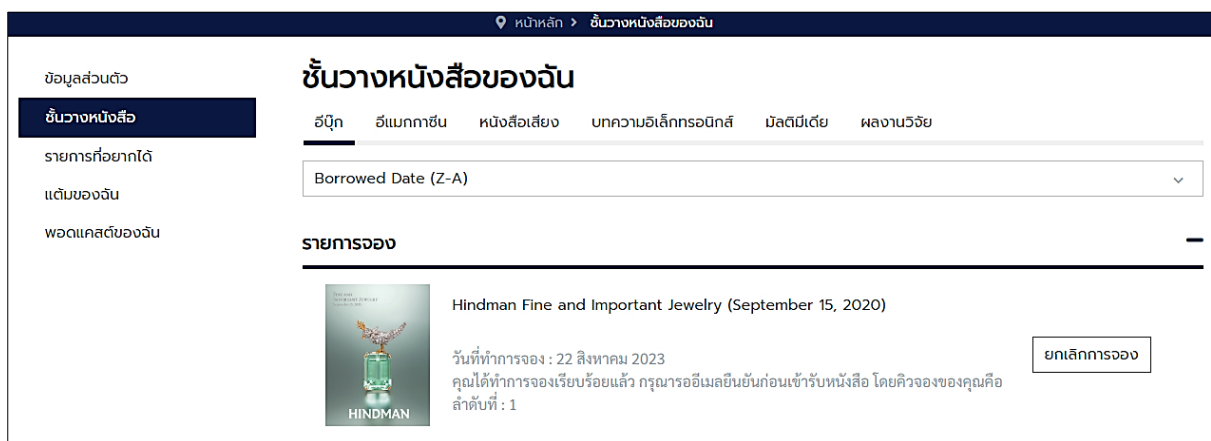 หน้าหลัก > ชั้นวางหนังสือของฉัน
ข้อมูลส่วนตัว
ชั้นวางหนังสือ
รายการที่อยากได้
แต้มของฉัน
พอดแคสต์ของฉัน
ชั้นวางหนังสือของฉัน
อีบุ๊ก อีแมกกาซีน หนังสือเสียง บทความอิเล็กทรอนิกส์ มัลติมีเดีย ผลงานวิจัย
Borrowed Date (Z-A)
รายการจอง
HINDMAN
Hindman Fine and Important Jewelry (September 15, 2020)
วันที่ทำการจอง : 22 สิงหาคม 2023
คุณได้ทำการจองเรียบร้อยแล้ว กรุณารออีเมลยืนยันก่อนเข้ารับหนังสือ โดยคิวจองของคุณคือ
ลำดับที่ : 1
ยกเลิกการจอง